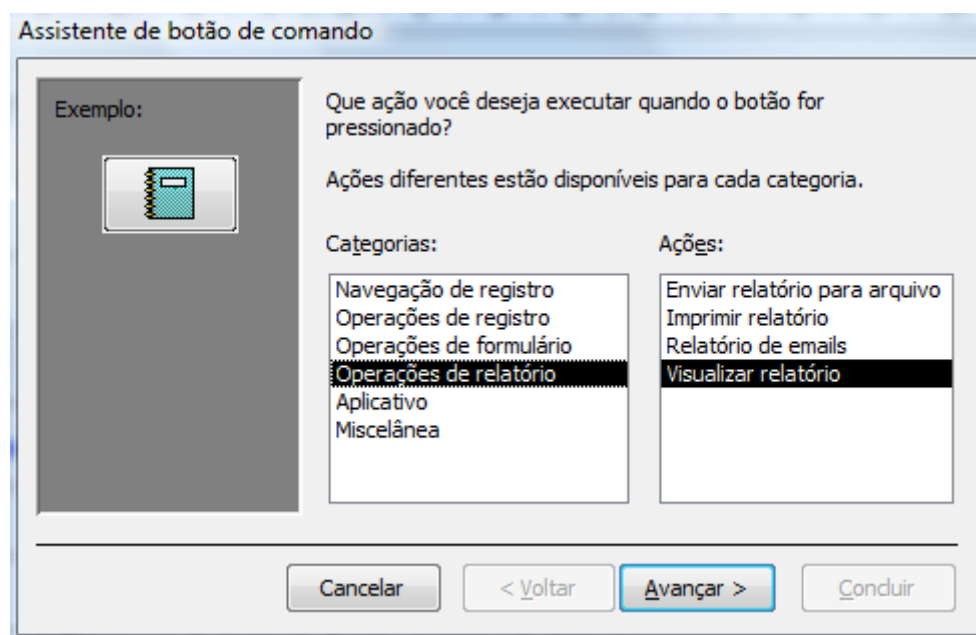 Assistente de botão de comando
Exemplo:
Que ação você deseja executar quando o botão for
pressionado?
Ações diferentes estão disponíveis para cada categoria.
Categorias:
Navegação de registro
Operações de registro
Operações de formulário
Operações de relatório
Aplicativo
Miscelânea
Ações:
Enviar relatório para arquivo
Imprimir relatório
Relatório de emails
Visualizar relatório
Cancelar
< Voltar
Avançar >
Concluir